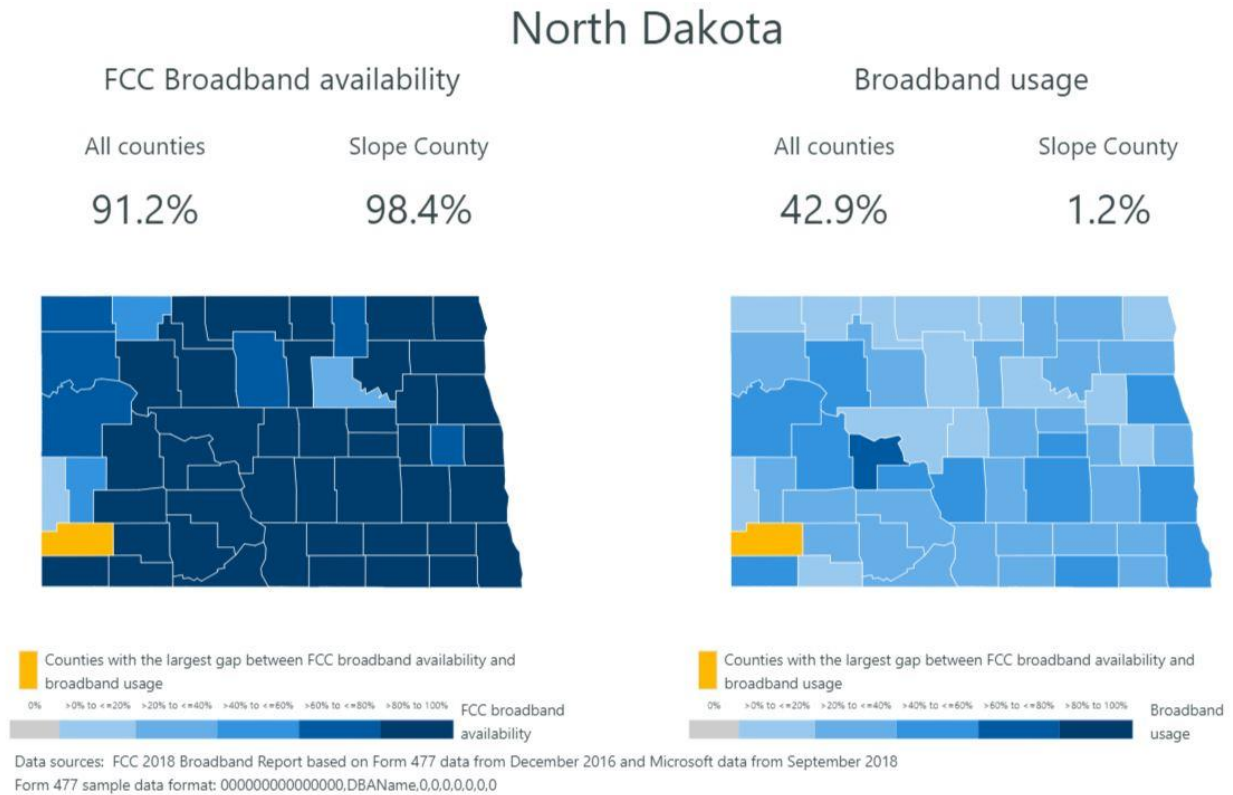 North Dakota
FCC Broadband availability
All counties
Slope County
91.2%
98.4%
Broadband usage
All counties
Slope County
42.9%
1.2%
Counties with the largest gap between FCC broadband availability and
broadband usage
0% >0% to <=20% >20% to <=40% >40% to <=60% >60% to <=80% >80% to 100%
FCC broadband
availability
Counties with the largest gap between FCC broadband availability and
broadband usage
0% >0% to <=20% >20% to <=40% >40% to <=60% >60% to <=80% >80% to 100%
Broadband
usage
Data sources: FCC 2018 Broadband Report based on Form 477 data from December 2016 and Microsoft data from September 2018
Form 477 sample data format: 000000000000000,DBAName,0,0,0,0,0,0,0